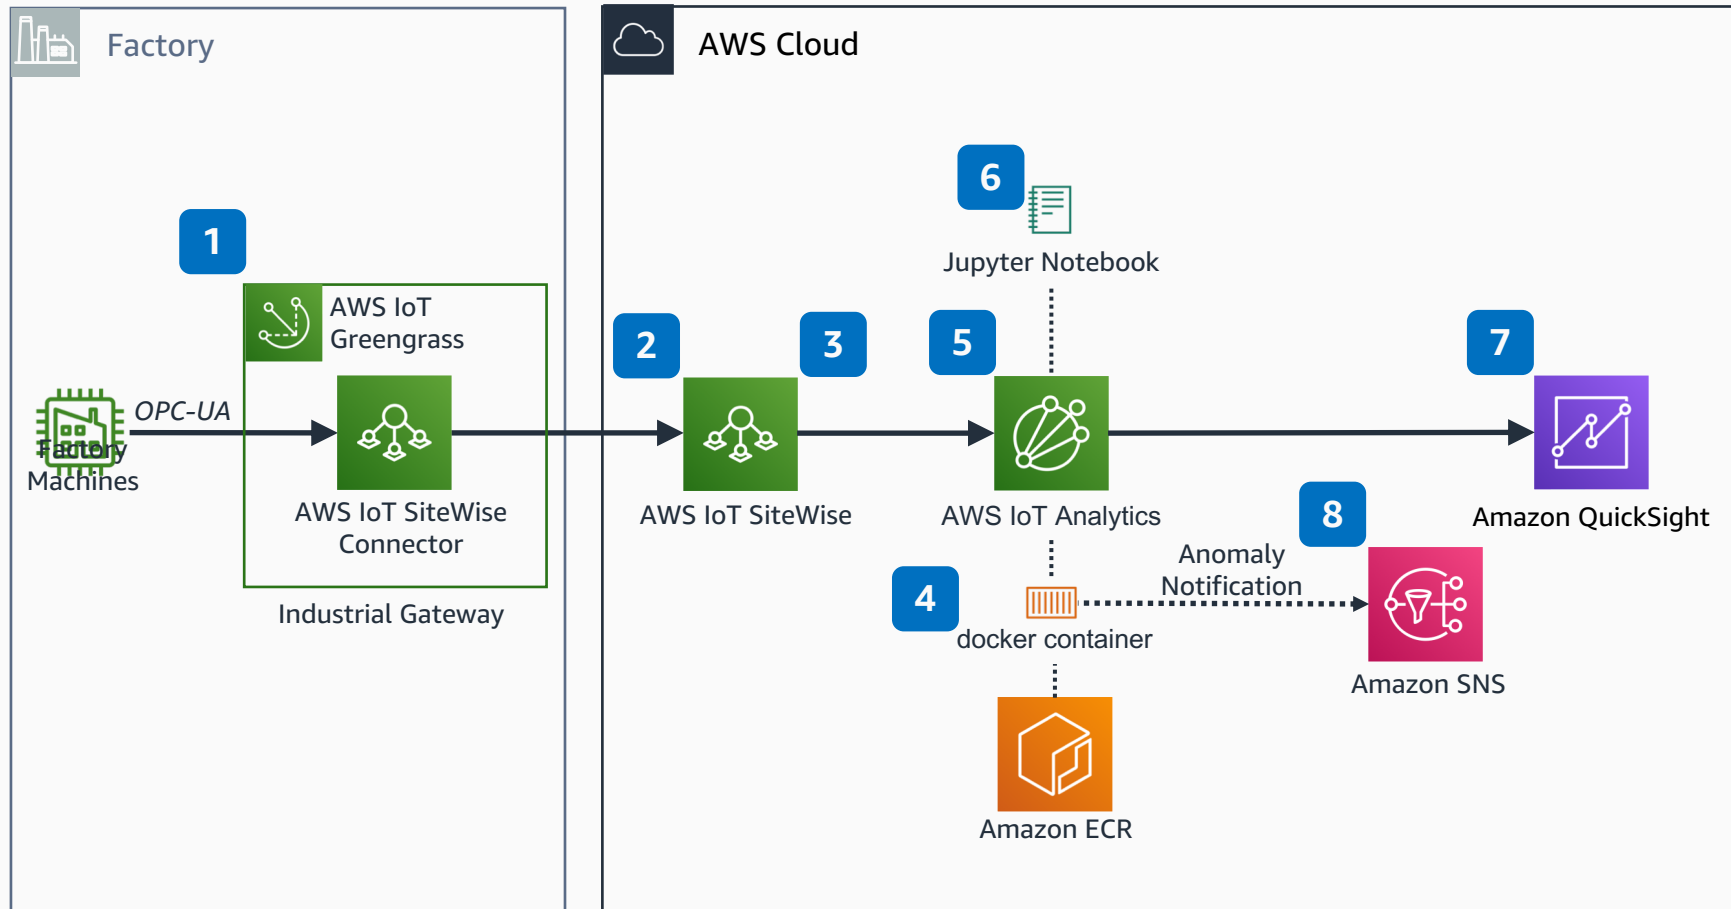 Factory
AWS Cloud
6
Jupyter Notebook
1
AWS IoT
Greengrass
2
3
5
7
OPC-UA
Factory
Machines
AWS IoT SiteWise
Connector
AWS IoT SiteWise
AWS IoT Analytics
Amazon QuickSight
Industrial Gateway
8
Anomaly
Notification
4
docker container
Amazon SNS
Amazon ECR